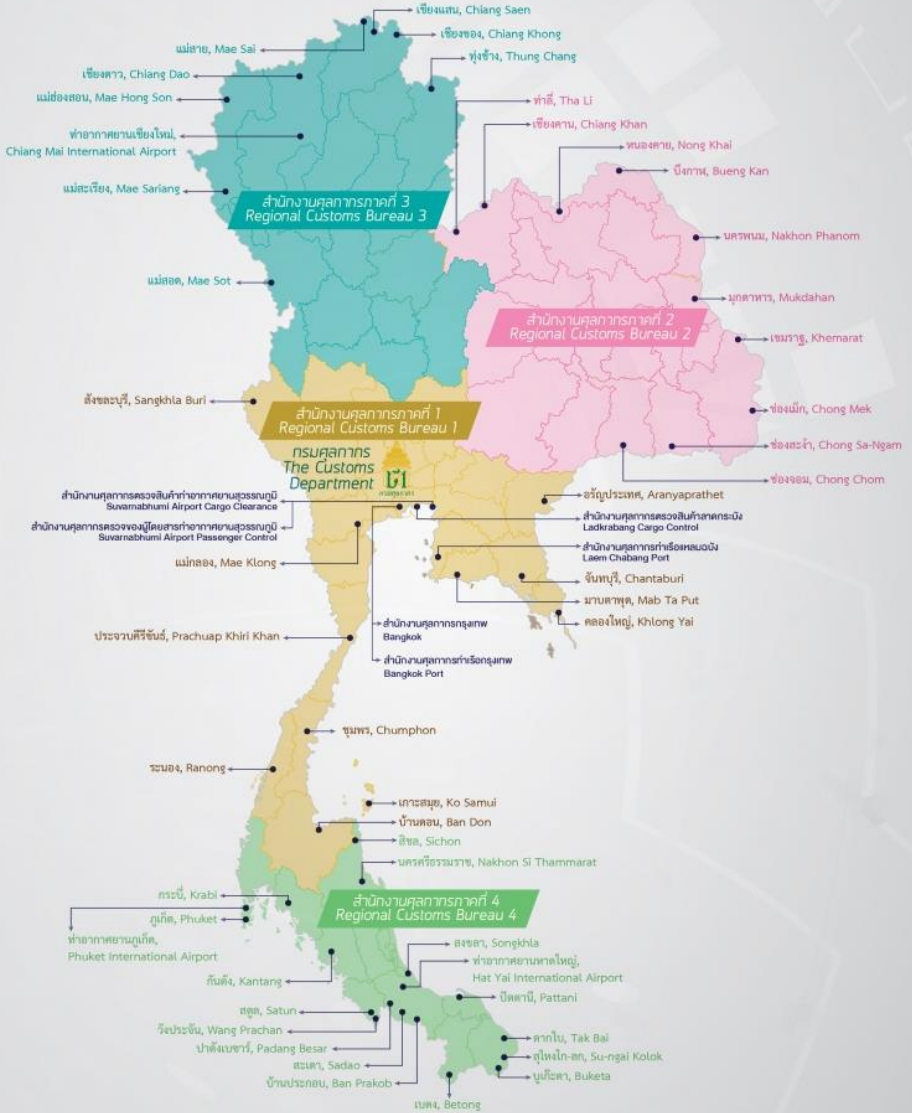 เชียงแสน, Chiang Saen
เชียงของ, Chiang Khong
แม่สาย, Mae Sai
ทุ่งช้าง, Thung Chang
เชียงดาว, Chiang Dao
แม่ฮ่องสอน, Mae Hong Son
ท่าลี่, Tha Li
เชียงคาน, Chiang Khan
ท่าอากาศยานเชียงใหม่,
Chiang Mai International Airport
หนองคาย, Nong Khai
บึงกาฬ, Bueng Kan
แม่สะเรียง, Mae Sariang
สำนักงานศุลกากรภาคที่ 3
Regional Customs Bureau 3
นครพนม, Nakhon Phanom
แม่สอด, Mae Sot
มุกดาหาร, Mukdahan
สำนักงานศุลกากรภาคที่ 2
Regional Customs Bureau 2
เขมราฐ, Khemarat
สังขละบุรี, Sangkhla Buri
สำนักงานศุลกากรภาคที่ 1
Regional Customs Bureau 1
ช่องเม็ก, Chong Mek
ช่องสะงำ, Chong Sa-Ngam
ช่องจอม, Chong Chom
กรมศุลกากร
The Customs
Department
กรมศุลกากร
สำนักงานศุลกากรตรวจสินค้าท่าอากาศยานสุวรรณภูมิ
Suvarnabhumi Airport Cargo Clearance
สำนักงานศุลกากรตรวจของผู้โดยสารท่าอากาศยานสุวรรณภูมิ
Suvarnabhumi Airport Passenger Control
อรัญประเทศ, Aranyaprathet
สำนักงานศุลกากรตรวจสินค้าลาดกระบัง
Ladkrabang Cargo Control
สำนักงานศุลกากรท่าเรือแหลมฉบัง
Laem Chabang Port
แม่กลอง, Mae Klong
จันทบุรี, Chantaburi
มาบตาพุด, Mab Ta Put
คลองใหญ่, Khlong Yai
สำนักงานศุลกากรกรุงเทพ
Bangkok
ประจวบคีรีขันธ์, Prachuap Khiri Khan
สำนักงานศุลกากรท่าเรือกรุงเทพ
Bangkok Port
ชุมพร, Chumphon
ระนอง, Ranong
เกาะสมุย, Ko Samui
บ้านดอน, Ban Don
สิชล, Sichon
นครศรีธรรมราช, Nakhon Si Thammarat
กระบี่, Krabi
สำนักงานศุลกากรภาคที่ 4
Regional Customs Bureau 4
ภูเก็ต, Phuket
ท่าอากาศยานภูเก็ต,
Phuket International Airport
สงขลา, Songkhla
ท่าอากาศยานหาดใหญ่,
Hat Yai International Airport
กันตัง, Kantang
ปัตตานี, Pattani
สตูล, Satun
วังประจัน, Wang Prachan
ปาดังเบซาร์, Padang Besar
สะเดา, Sadao
บ้านประกอบ, Ban Prakob
ตากใบ, Tak Bai
สุไหงโก-ลก, Su-ngai Kolok
บูเก๊ะตา, Buketa
เบตง, Betong